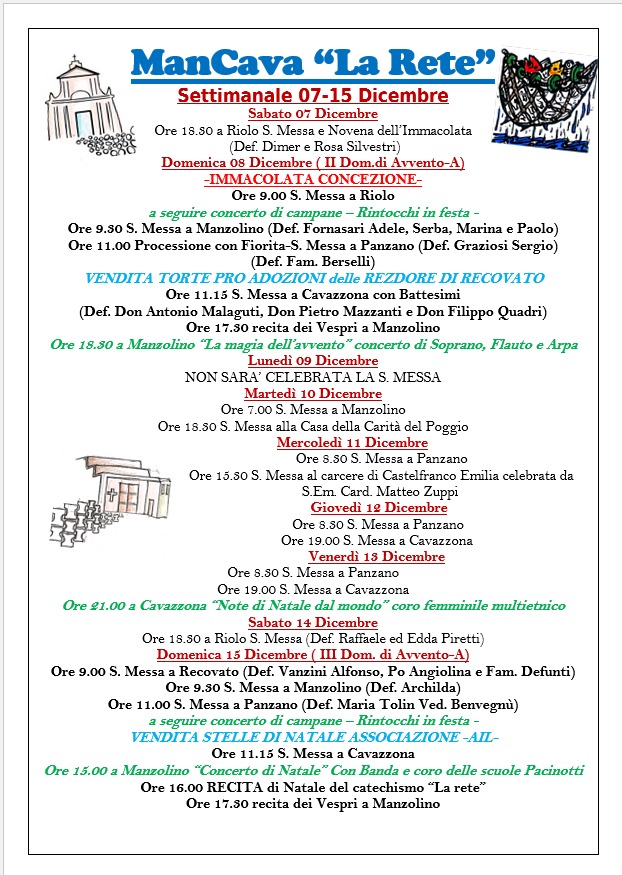 ManCava “La Rete”
Settimanale 07-15 Dicembre
Sabato 07 Dicembre
Ore 18.30 a Riolo S. Messa e Novena dell’Immacolata
(Def. Dimer e Rosa Silvestri)
Domenica 08 Dicembre ( II Dom.di Avvento-A)
-IMMACOLATA CONCEZIONE-
Ore 9.00 S. Messa a Riolo
a seguire concerto di campane – Rintocchi in festa -
Ore 9.30 S. Messa a Manzolino (Def. Fornasari Adele, Serba, Marina e Paolo)
Ore 11.00 Processione con Fiorita-S. Messa a Panzano (Def. Graziosi Sergio)
(Def. Fam. Berselli)
VENDITA TORTE PRO ADOZIONI delle REZDORE DI RECOVATO
Ore 11.15 S. Messa a Cavazzona con Battesimi
(Def. Don Antonio Malaguti, Don Pietro Mazzanti e Don Filippo Quadri)
Ore 17.30 recita dei Vespri a Manzolino
Ore 18.30 a Manzolino “La magia dell’avvento” concerto di Soprano, Flauto e Arpa
Lunedì 09 Dicembre
NON SARA’ CELEBRATA LA S. MESSA
Martedì 10 Dicembre
Ore 7.00 S. Messa a Manzolino
Ore 18.30 S. Messa alla Casa della Carità del Poggio
Mercoledì 11 Dicembre
Ore 8.30 S. Messa a Panzano
Ore 15.30 S. Messa al carcere di Castelfranco Emilia celebrata da
S.Em. Card. Matteo Zuppi
Giovedì 12 Dicembre
Ore 8.30 S. Messa a Panzano
Ore 19.00 S. Messa a Cavazzona
Venerdì 13 Dicembre
Ore 8.30 S. Messa a Panzano
Ore 19.00 S. Messa a Cavazzona
Ore 21.00 a Cavazzona “Note di Natale dal mondo” coro femminile multietnico
Sabato 14 Dicembre
Ore 18.30 a Riolo S. Messa (Def. Raffaele ed Edda Piretti)
Domenica 15 Dicembre ( III Dom. di Avvento-A)
Ore 9.00 S. Messa a Recovato (Def. Vanzini Alfonso, Po Angiolina e Fam. Defunti)
Ore 9.30 S. Messa a Manzolino (Def. Archilda)
Ore 11.00 S. Messa a Panzano (Def. Maria Tolin Ved. Benvegnù)
a seguire concerto di campane – Rintocchi in festa -
VENDITA STELLE DI NATALE ASSOCIAZIONE -AIL-
Ore 11.15 S. Messa a Cavazzona
Ore 15.00 a Manzolino “Concerto di Natale” Con Banda e coro delle scuole Pacinotti
Ore 16.00 RECITA di Natale del catechismo “La rete”
Ore 17.30 recita dei Vespri a Manzolino